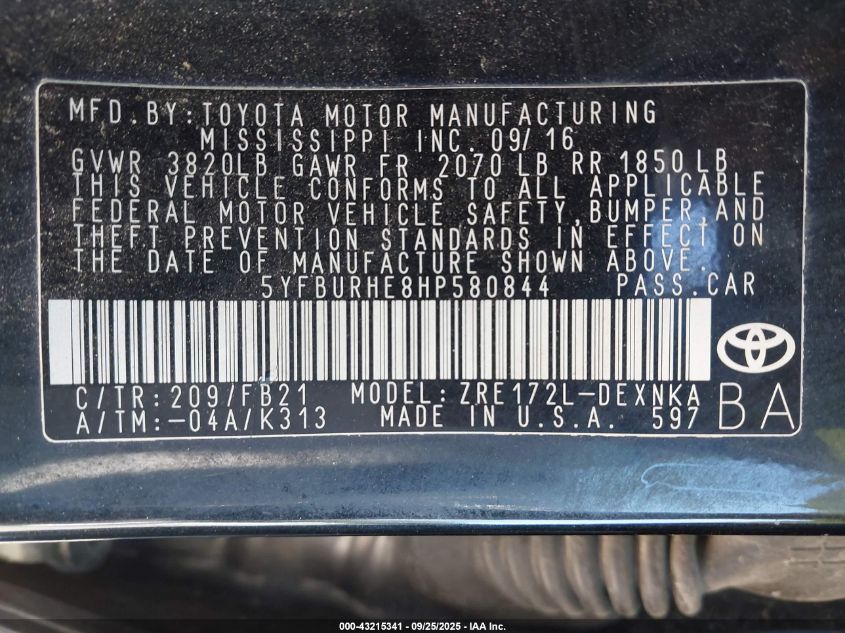 MFD.BY:TOYOTA MOTOR MANUFACTURING
MISSISSIPPI INC. 09/16
GVWR 3820LB GAWR FR 2070 LB RR 1850 LB
THIS VEHICLE CONFORMS TO ALL APPLICABLE
FEDERAL MOTOR VEHICLE SAFETY,BUMPER,AND
THEFT PREVENTION STANDARDS IN EFFECT ON
THE DATE OF MANUFACTURE SHOWN ABOVE.
5YFBURHE8HP580844 PASS.CAR
C/TR:209/FB21 MODEL:ZRE172L-DEXNKA
A/TM:-04A/K313 MADE IN U.S.A. 597
BA
000-43215341 | 09/25/2025 | IAA Inc.